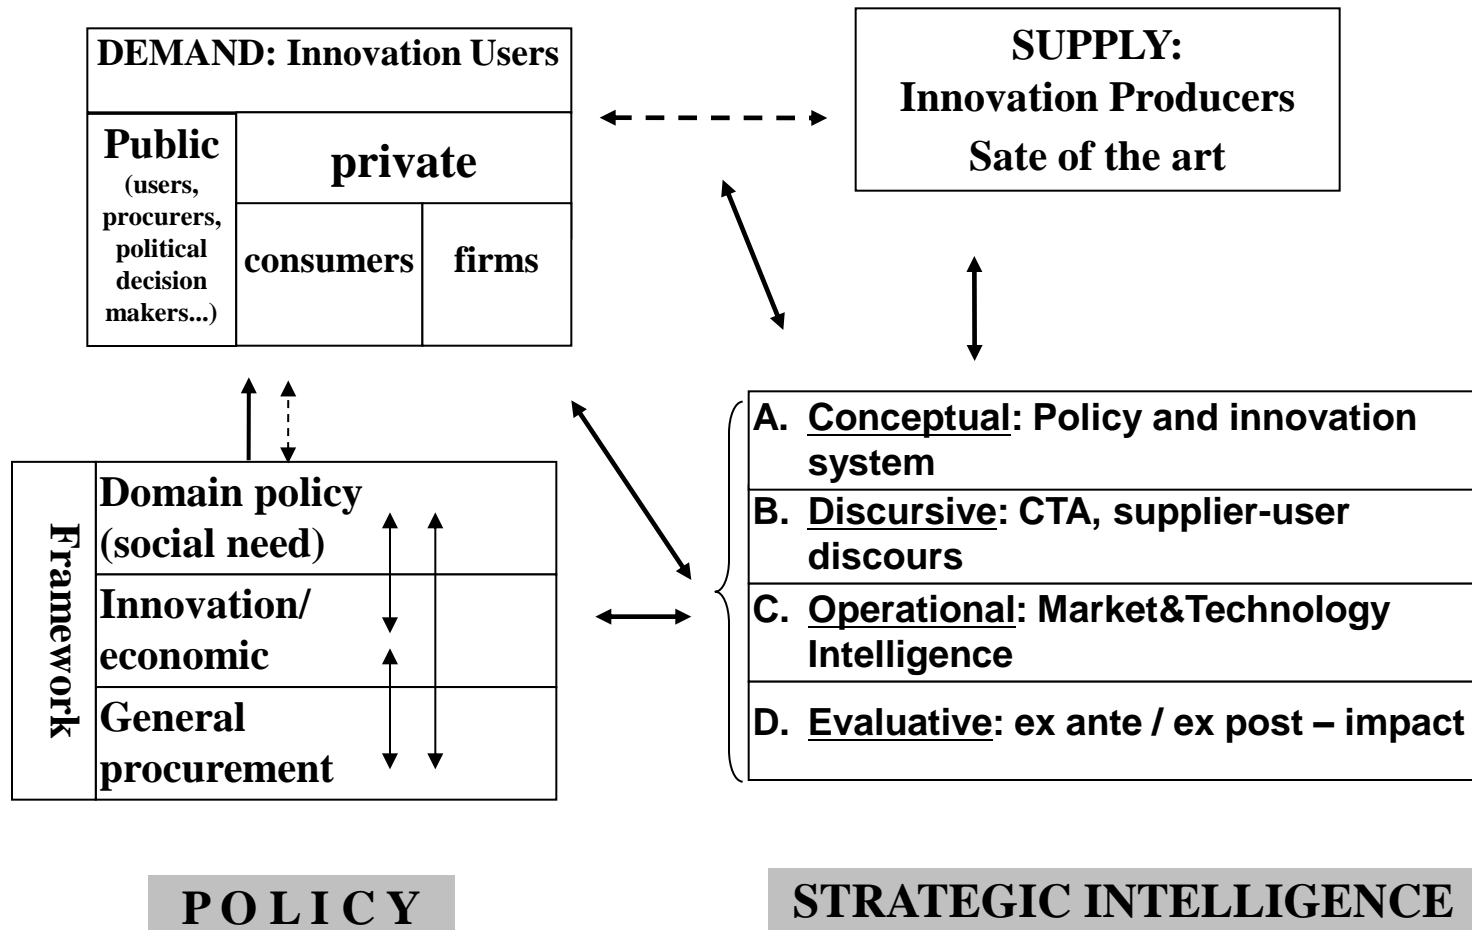 DEMAND: Innovation Users
Public
(users,
procurers,
political
decision
makers...)
private
consumers
firms
SUPPLY:
Innovation Producers
Sate of the art
Framework
Domain policy
(social need)
Innovation/
economic
General
procurement
A. Conceptual: Policy and innovation
system
B. Discursive: CTA, supplier-user
discours
C. Operational: Market&Technology
Intelligence
D. Evaluative: ex ante / ex post – impact
P O L I C Y
STRATEGIC INTELLIGENCE